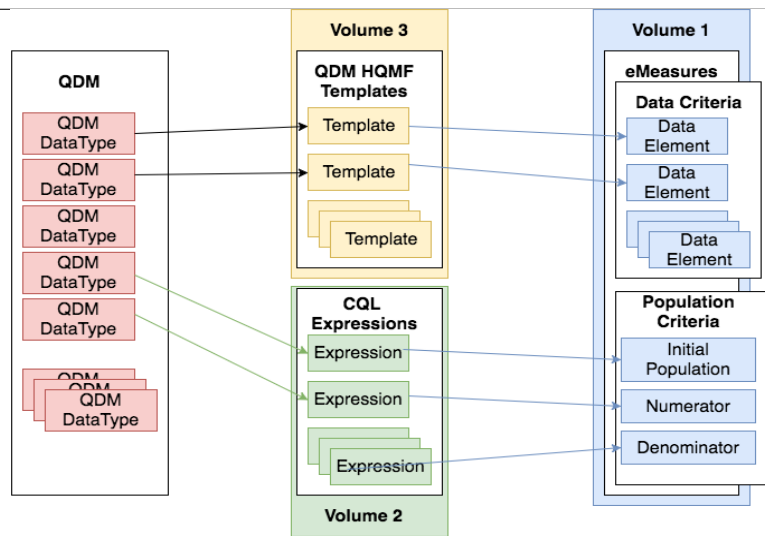 QDM
QDM
DataType
QDM
DataType
QDM
DataType
QDM
DataType
QDM
DataType
QDM
QDM
QDM
DataType
Volume 3
QDM HQMF
Templates
Template
Template
Template
CQL
Expressions
Expression
Expression
Expression
Volume 2
Volume 1
eMeasures
Data Criteria
Data
Element
Data
Element
Data
Element
Population
Criteria
Initial
Population
Numerator
Denominator